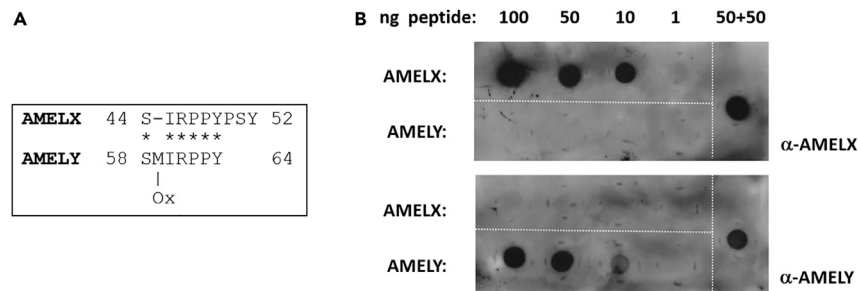 A
AMELX 44 S-IRPPYPSY 52
* *****
AMELY 58 SMIRPPY 64
|
Ox
B ng peptide: 100 50 10 1 50+50
AMELX:
AMELY:
α-AMELX
AMELX:
AMELY:
α-AMELY